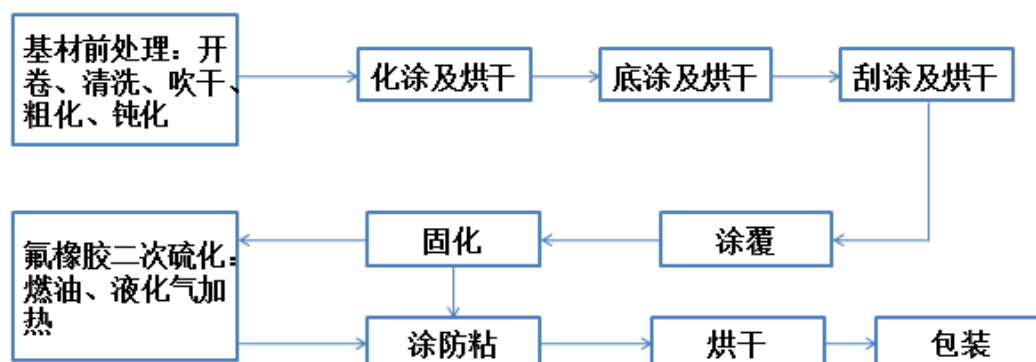 基材前处理：开
卷、清洗、吹干、
粗化、钝化
化涂及烘干
底涂及烘干
刮涂及烘干
涂覆
固化
氟橡胶二次硫化：
燃油、液化气加
热
涂防粘
烘干
包装